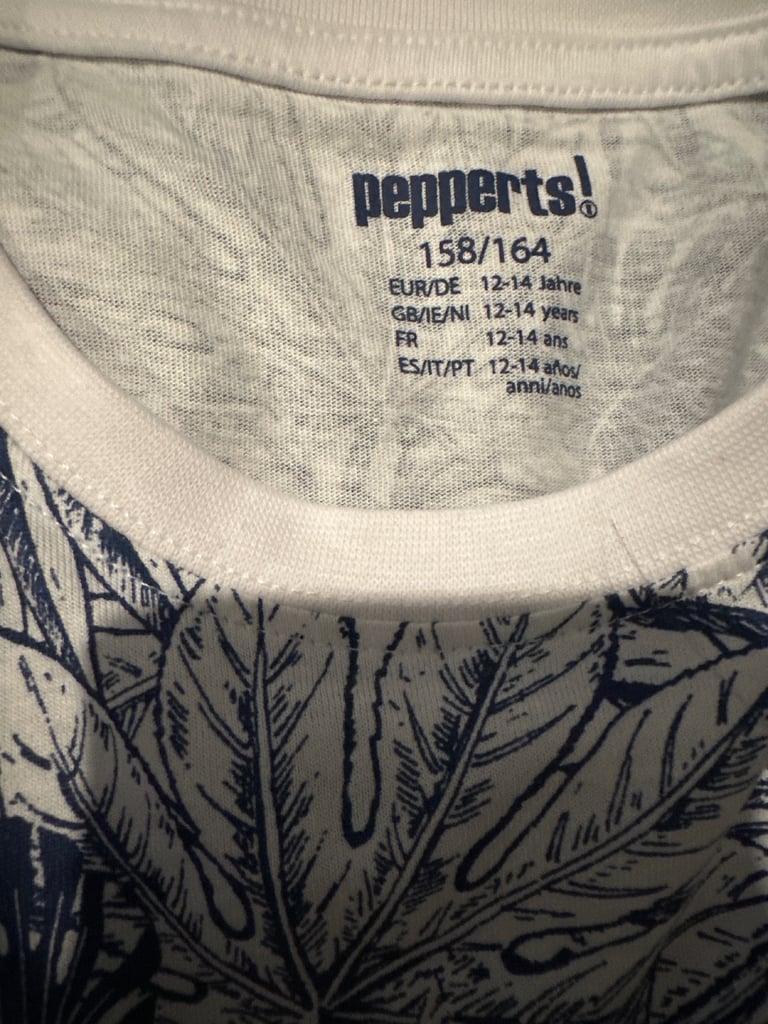 pepperts!®
158/164
EUR/DE 12-14 Jahre
GB/IE/NI 12-14 years
FR 12-14 ans
ES/IT/PT 12-14 años/
anni/anos